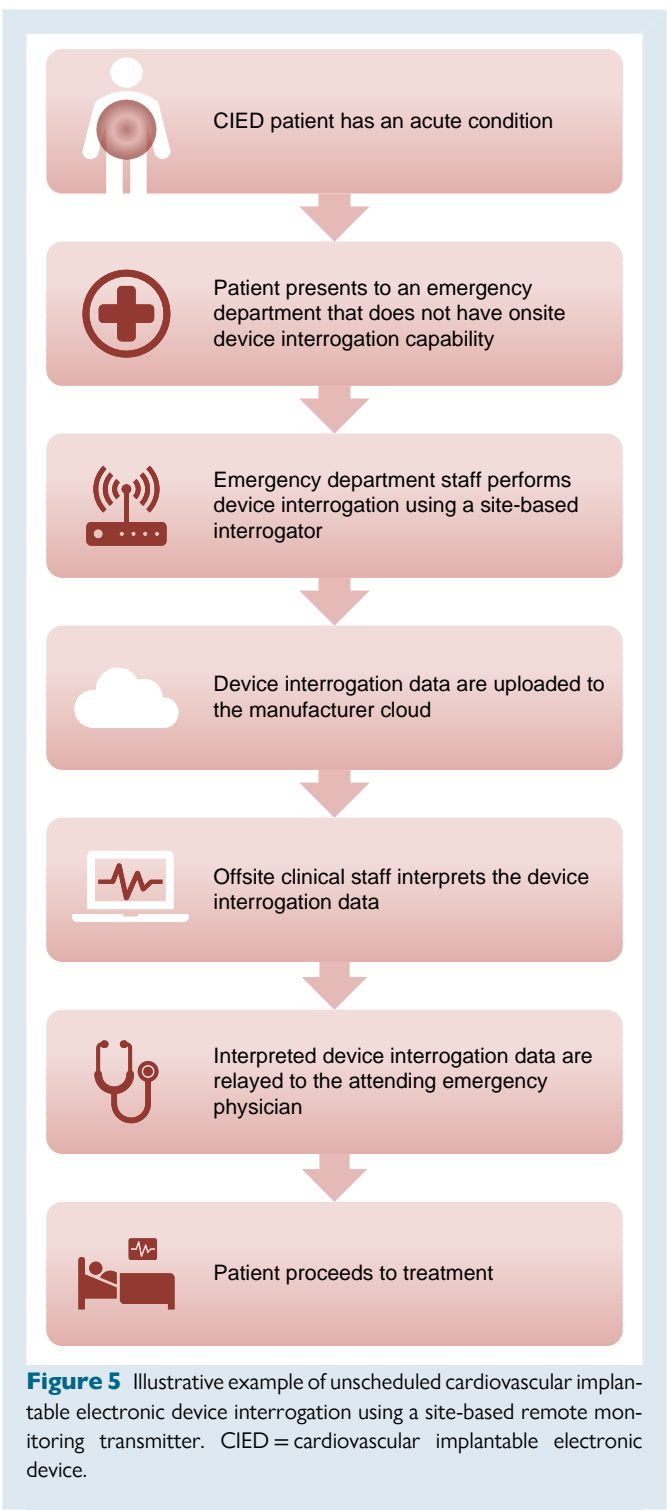 CIED patient has an acute condition
Patient presents to an emergency
department that does not have onsite
device interrogation capability
Emergency department staff performs
device interrogation using a site-based
interrogator
Device interrogation data are uploaded to
the manufacturer cloud
Offsite clinical staff interprets the device
interrogation data
Interpreted device interrogation data are
relayed to the attending emergency
physician
Patient proceeds to treatment
Figure 5 Illustrative example of unscheduled cardiovascular implan-
table electronic device interrogation using a site-based remote mon-
itoring transmitter. CIED = cardiovascular implantable electronic
device.